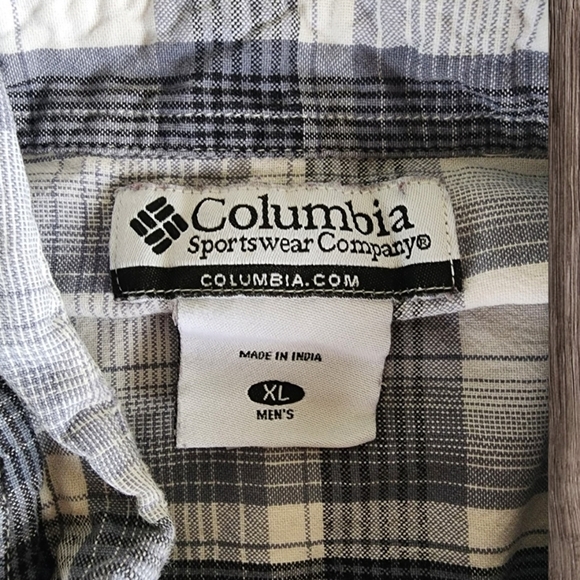 Columbia
Sportswear Company®
COLUMBIA.COM
MADE IN INDIA
XL
MEN'S